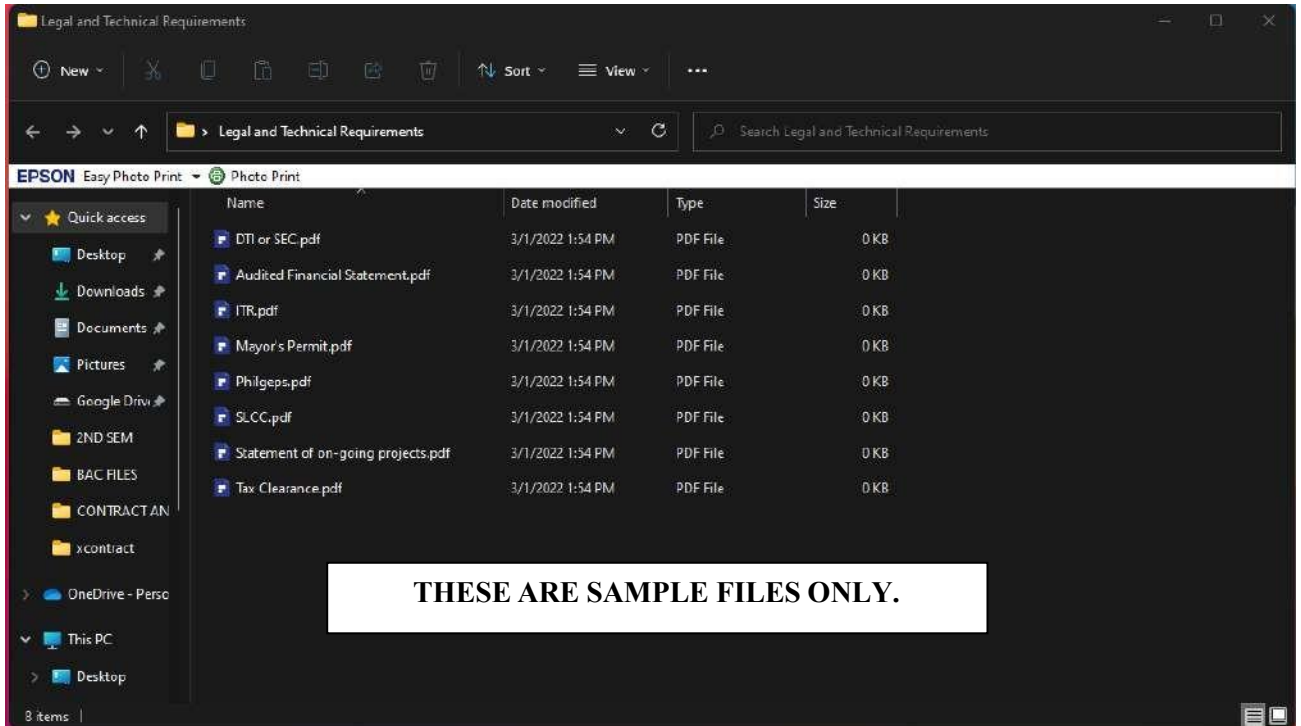 Legal and Technical Requirements
New Sort View ...
Legal and Technical Requirements Search Legal and Technical Requirements
EPSON Easy Photo Print Photo Print
Name Date modified Type Size
Quick access
Desktop
Downloads
Documents
Pictures
Google Driv
2ND SEM
BAC FILES
CONTRACT AN
xcontract
OneDrive - Perso
This PC
Desktop
DTI or SEC.pdf 3/1/2022 1:54 PM PDF File 0 KB
Audited Financial Statement.pdf 3/1/2022 1:54 PM PDF File 0 KB
ITR.pdf 3/1/2022 1:54 PM PDF File 0 KB
Mayor's Permit.pdf 3/1/2022 1:54 PM PDF File 0 KB
Philgeps.pdf 3/1/2022 1:54 PM PDF File 0 KB
SLCC.pdf 3/1/2022 1:54 PM PDF File 0 KB
Statement of on-going projects.pdf 3/1/2022 1:54 PM PDF File 0 KB
Tax Clearance.pdf 3/1/2022 1:54 PM PDF File 0 KB
THESE ARE SAMPLE FILES ONLY.
8 items